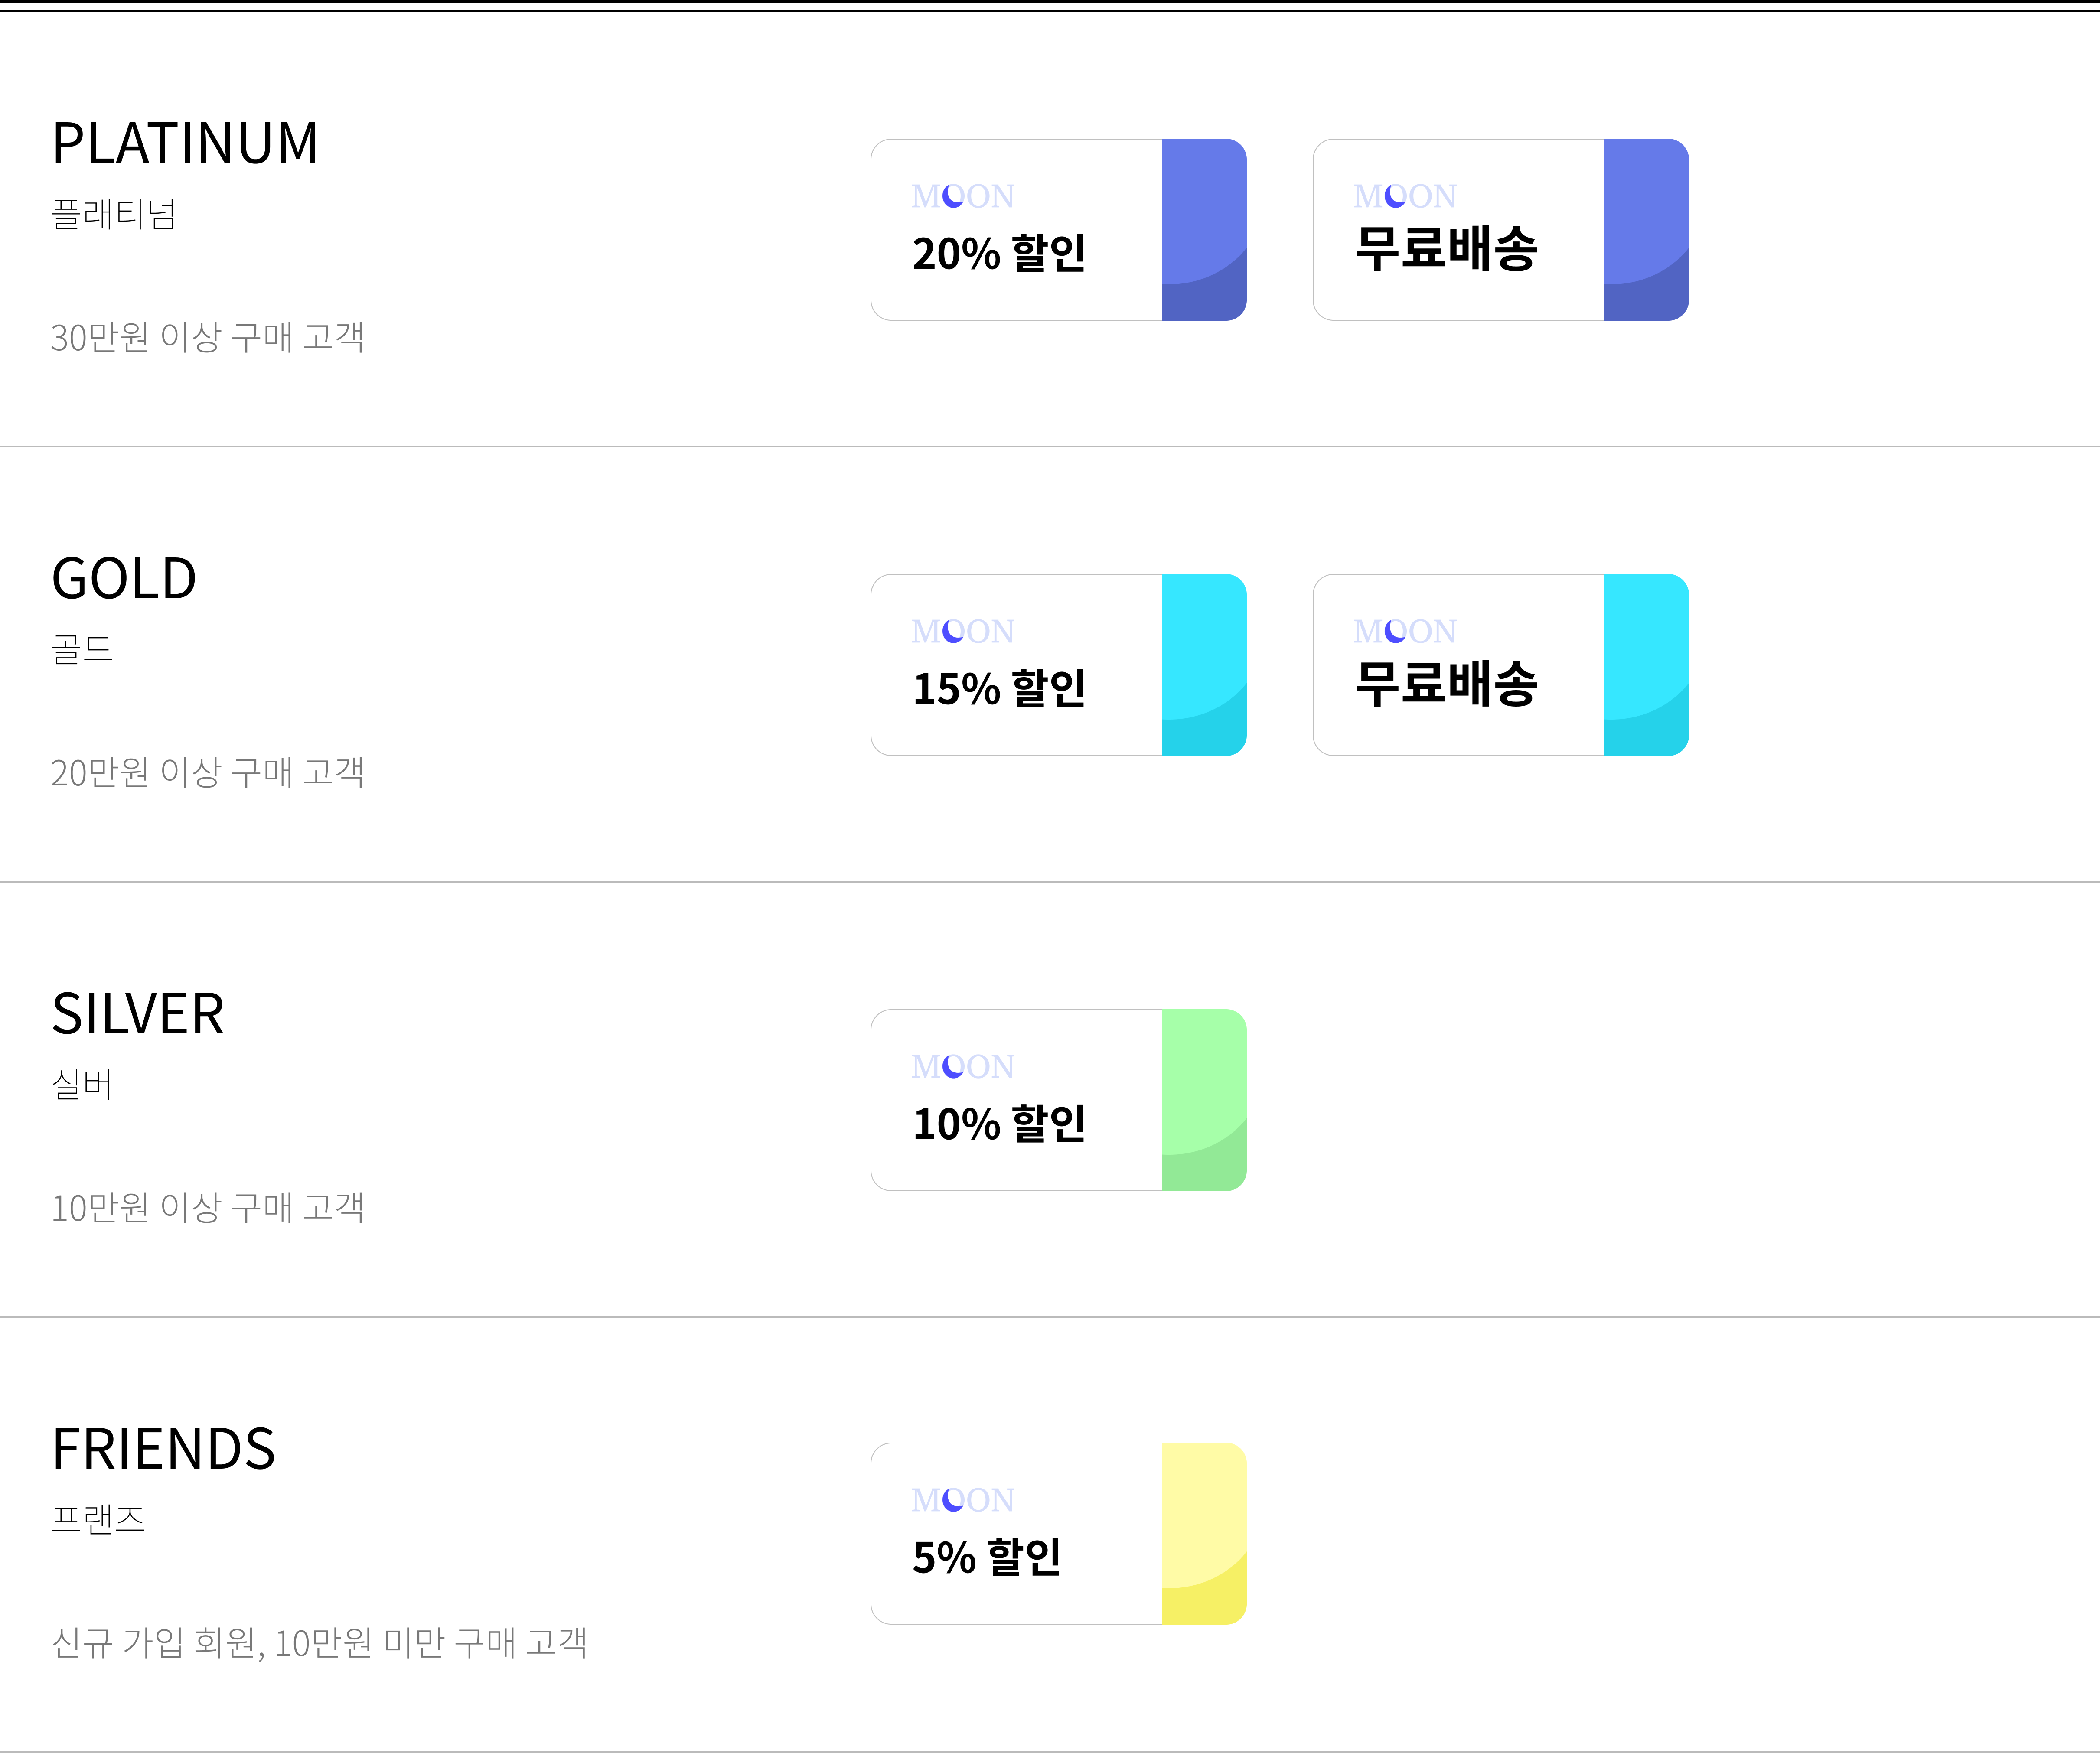 PLATINUM
플래티넘
30만원 이상 구매 고객
MOON
20% 할인
MOON
무료배송
GOLD
골드
20만원 이상 구매 고객
MOON
15% 할인
MOON
무료배송
SILVER
실버
10만원 이상 구매 고객
MOON
10% 할인
FRIENDS
프랜즈
신규 가입 회원, 10만원 미만 구매 고객
MOON
5% 할인